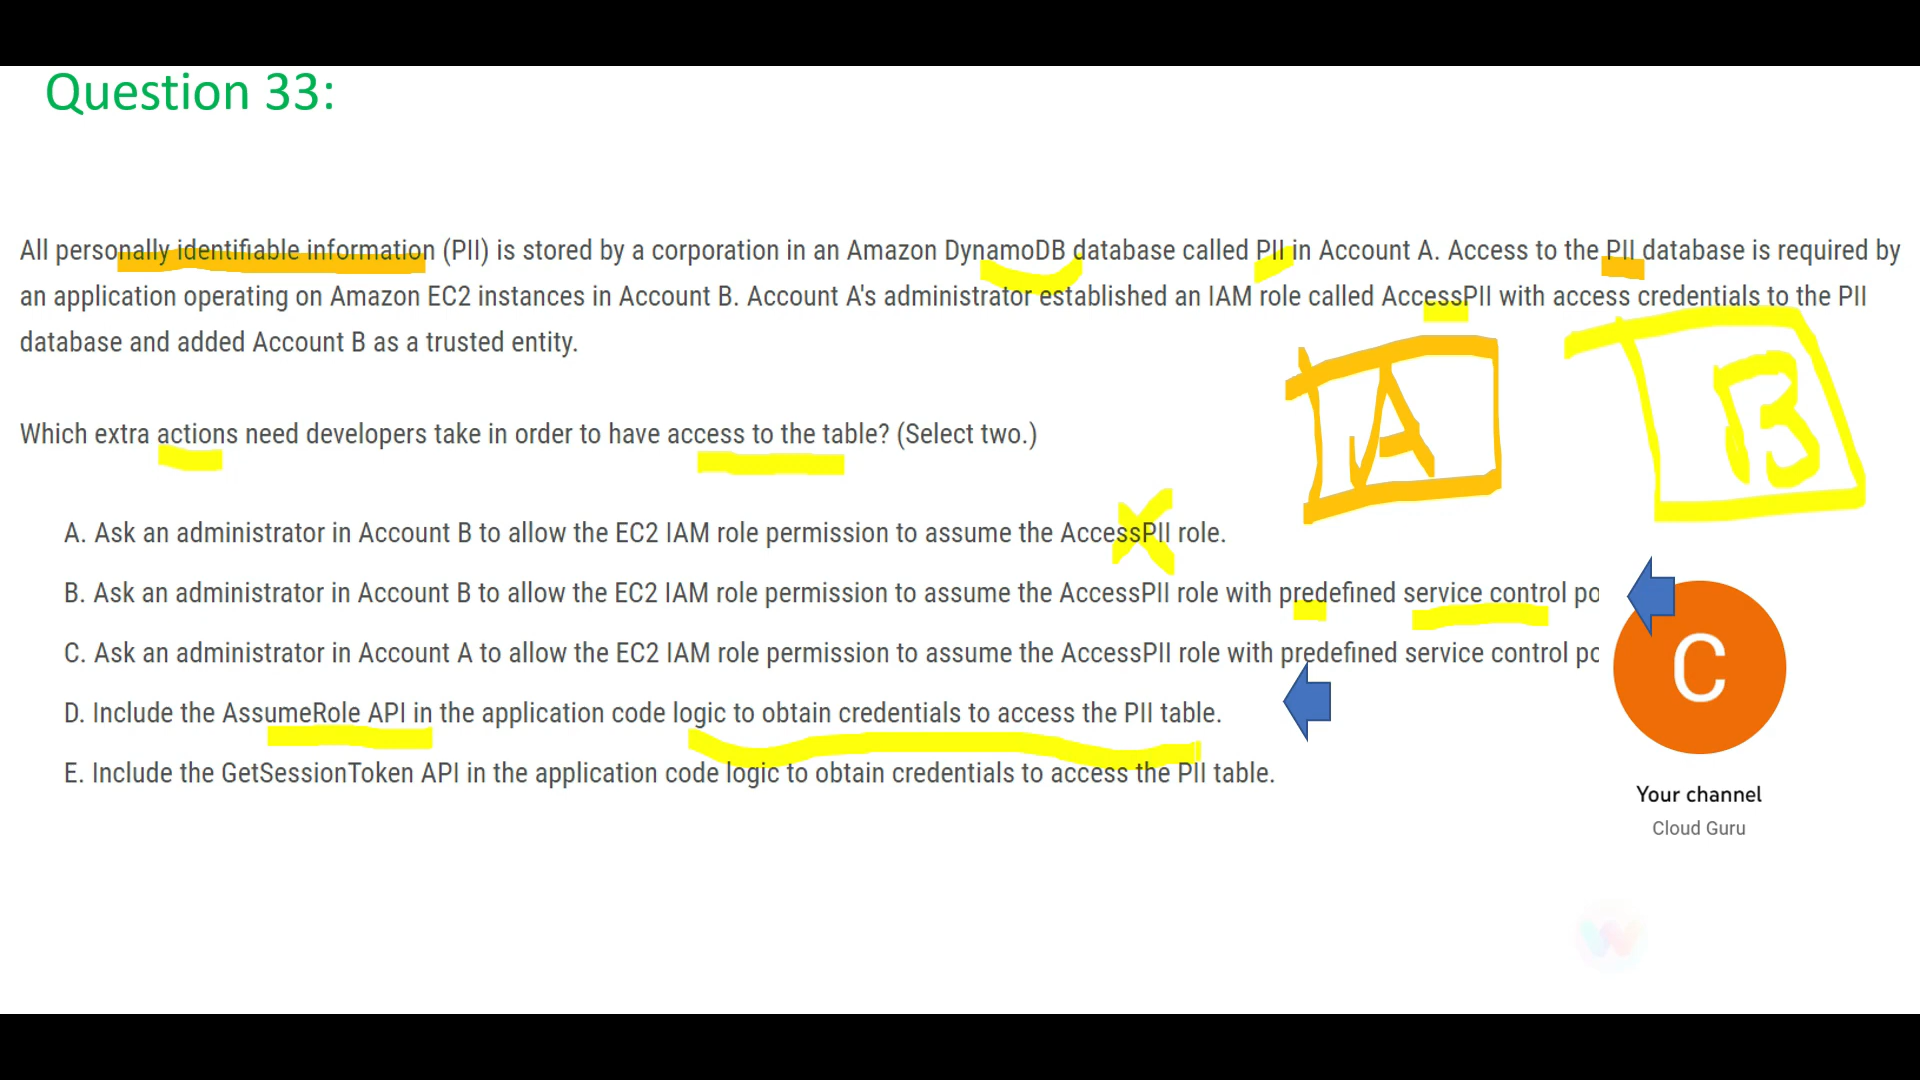 Question 33:
All personally identifiable information (PII) is stored by a corporation in an Amazon DynamoDB database called PII in Account A. Access to the PII database is required by
an application operating on Amazon EC2 instances in Account B. Account A's administrator established an IAM role called AccessPII with access credentials to the PII
database and added Account B as a trusted entity.
A
B
Which extra actions need developers take in order to have access to the table? (Select two.)
A. Ask an administrator in Account B to allow the EC2 IAM role permission to assume the AccessPII role.
B. Ask an administrator in Account B to allow the EC2 IAM role permission to assume the AccessPII role with predefined service control po
C. Ask an administrator in Account A to allow the EC2 IAM role permission to assume the AccessPII role with predefined service control po
D. Include the AssumeRole API in the application code logic to obtain credentials to access the PII table.
E. Include the GetSessionToken API in the application code logic to obtain credentials to access the PII table.
C
Your channel
Cloud Guru